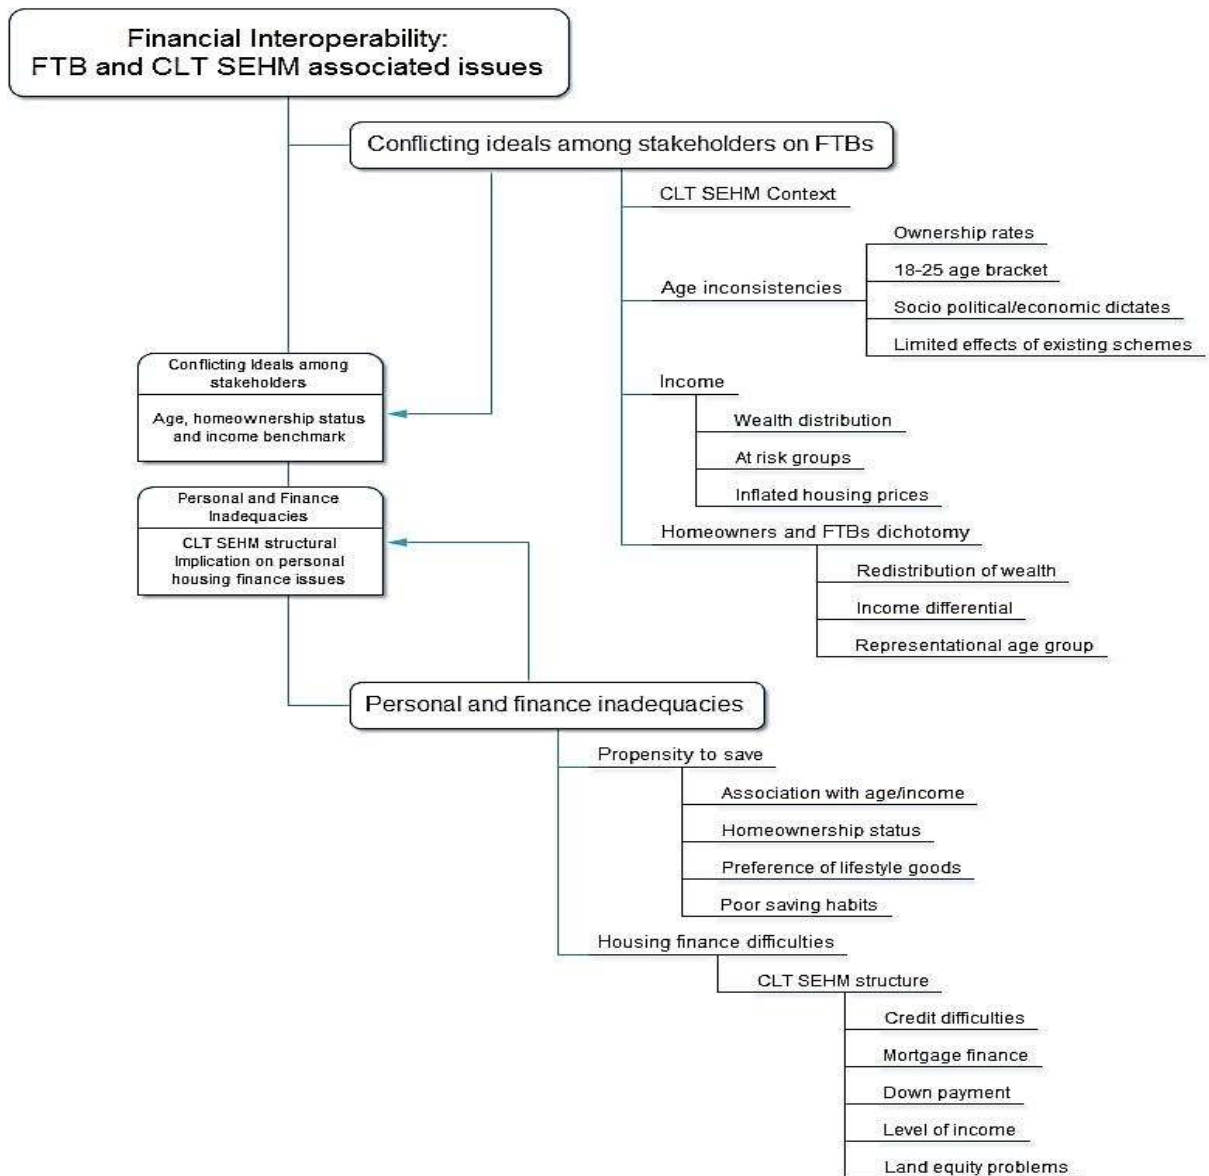 Financial Interoperability:
FTB and CLT SEHM associated issues
Conflicting ideals among stakeholders on FTBs
CLT SEHM Context
Age inconsistencies
Ownership rates
18-25 age bracket
Socio political/economic dictates
Limited effects of existing schemes
Income
Wealth distribution
At risk groups
Inflated housing prices
Homeowners and FTBs dichotomy
Redistribution of wealth
Income differential
Representational age group
Conflicting Ideals among
stakeholders
Age, homeownership status
and income benchmark
Personal and Finance
Inadequacies
CLT SEHM structural
Implication on personal
housing finance issues
Personal and finance inadequacies
Propensity to save
Association with age/income
Homeownership status
Preference of lifestyle goods
Poor saving habits
Housing finance difficulties
CLT SEHM structure
Credit difficulties
Mortgage finance
Down payment
Level of income
Land equity problems